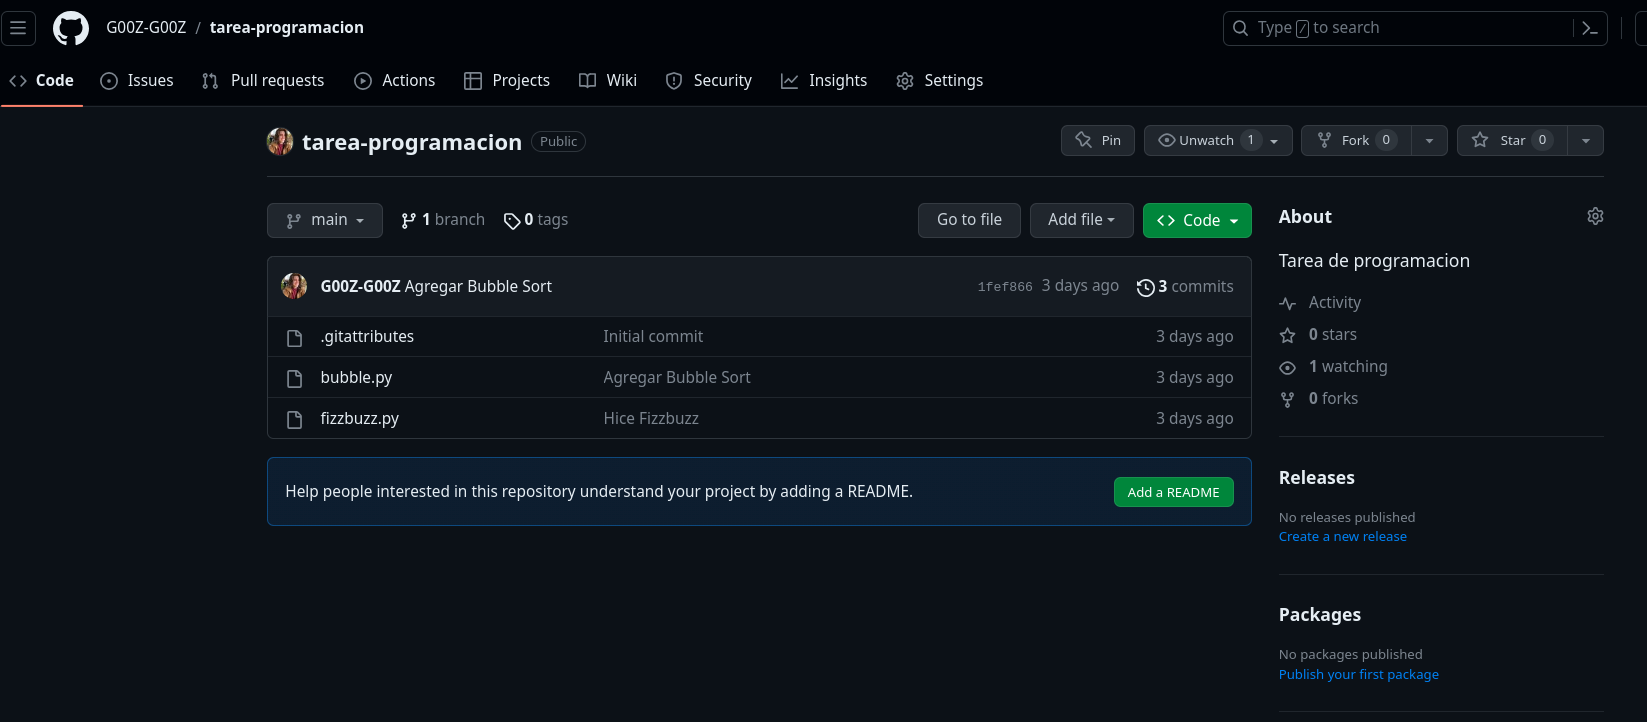 G00Z-G00Z / tarea-programacion
Type / to search
Code Issues Pull requests Actions Projects Wiki Security Insights Settings
tarea-programacion Public
Pin Unwatch 1 Fork 0 Star 0
main 1 branch 0 tags Go to file Add file Code
G00Z-G00Z Agregar Bubble Sort 1fef866 3 days ago 3 commits
.gitattributes Initial commit 3 days ago
bubble.py Agregar Bubble Sort 3 days ago
fizzbuzz.py Hice Fizzbuzz 3 days ago
Help people interested in this repository understand your project by adding a README. Add a README
About
Tarea de programacion
Activity
0 stars
1 watching
0 forks
Releases
No releases published
Create a new release
Packages
No packages published
Publish your first package